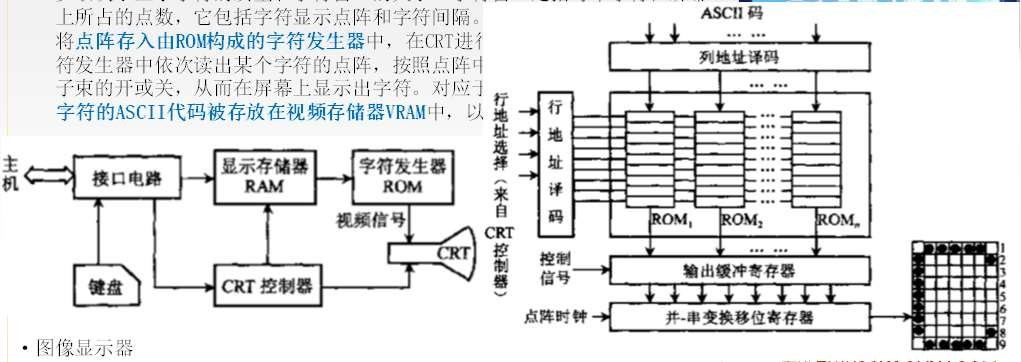 上所占的点数，它包括字符显示点阵和字符间隔。
将点阵存入由ROM构成的字符发生器中，在CRT进行
符发生器中依次读出某个字符的点阵，按照点阵中
子束的开或关，从而在屏幕上显示出字符。对应于
字符的ASCII代码被存放在视频存储器VRAM中，以
主机
接口电路
显示存储器
RAM
字符发生器
ROM
视频信号
CRT
键盘
CRT 控制器
ASCII 码
列地址译码
... ...
行地址选择（来自CRT控制器）
行地址译码
... ...
... ...
... ...
ROM1 ROM2 ROMn
... ...
控制
信号
输出缓冲寄存器
点阵时钟
并-串变换移位寄存器
1
2
3
4
5
6
7
8
9
• 图像显示器